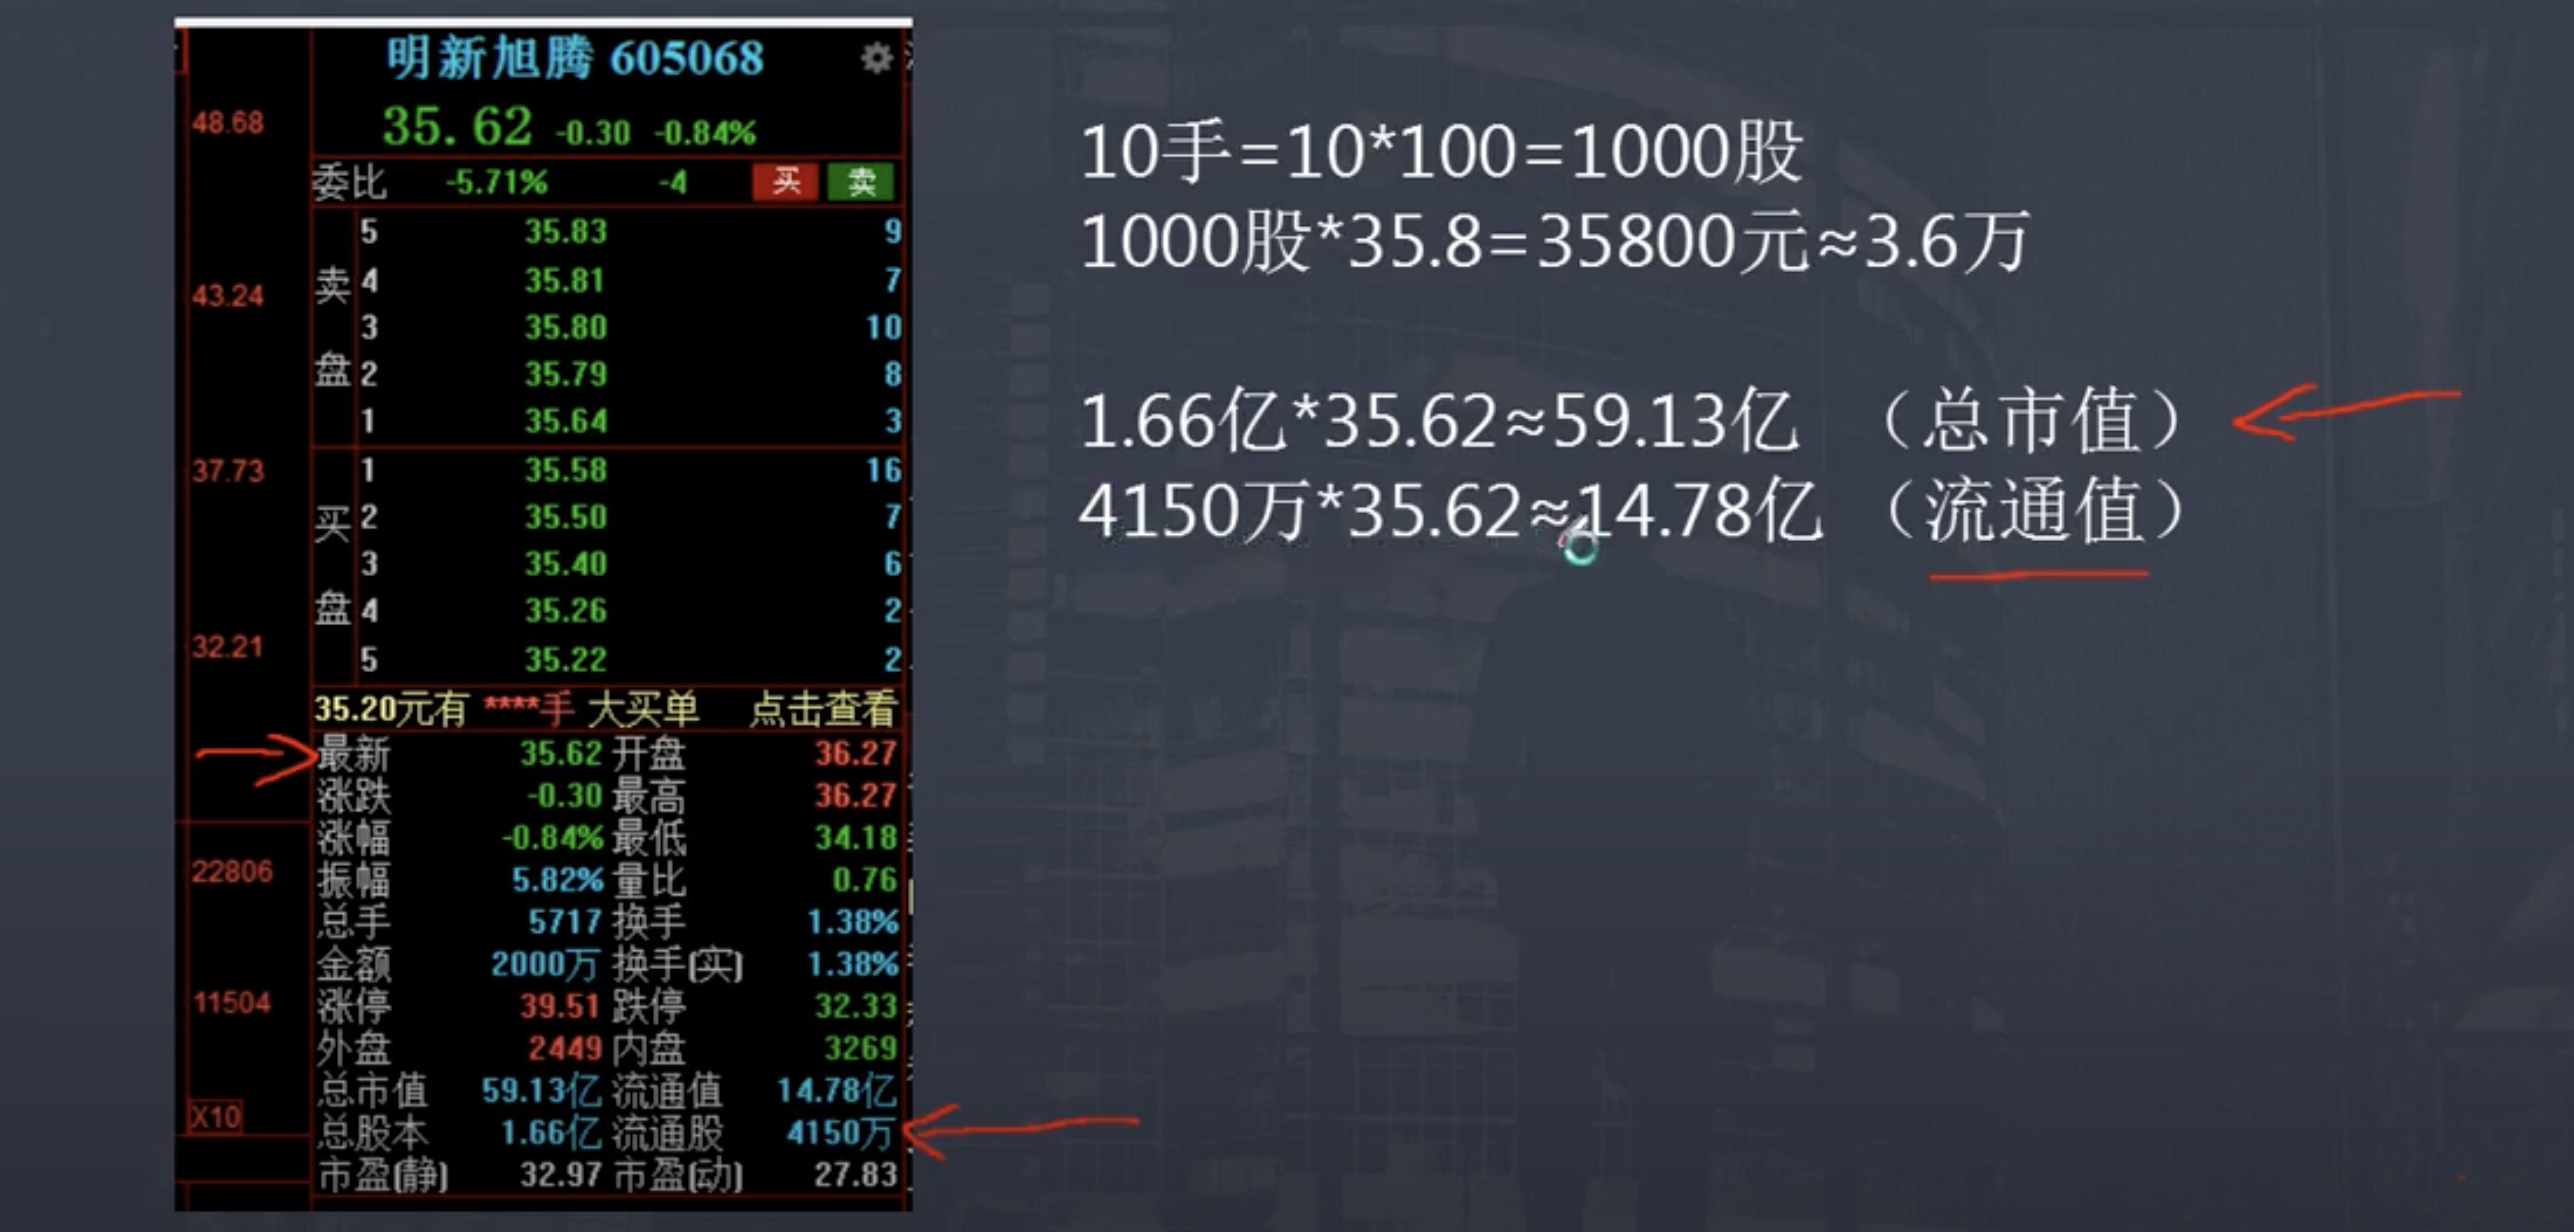 明新旭腾 605068
35.62 -0.30 -0.84%
委比 -5.71% -4 买 卖
卖盘
5 35.83 9
4 35.81 7
3 35.80 10
2 35.79 8
1 35.64 3
买盘
1 35.58 16
2 35.50 7
3 35.40 6
4 35.26 2
5 35.22 2
35.20元有 ****手 大买单 点击查看
最新 35.62 开盘 36.27
涨跌 -0.30 最高 36.27
涨幅 -0.84% 最低 34.18
振幅 5.82% 量比 0.76
总手 5717 换手 1.38%
金额 2000万 换手(实) 1.38%
涨停 39.51 跌停 32.33
外盘 2449 内盘 3269
总市值 59.13亿 流通值 14.78亿
总股本 1.66亿 流通股 4150万
市盈(静) 32.97 市盈(动) 27.83
48.68
43.24
37.73
32.21
22806
11504
X10
10手=10*100=1000股
1000股*35.8=35800元≈3.6万
1.66亿*35.62≈59.13亿 （总市值）
4150万*35.62≈14.78亿 （流通值）